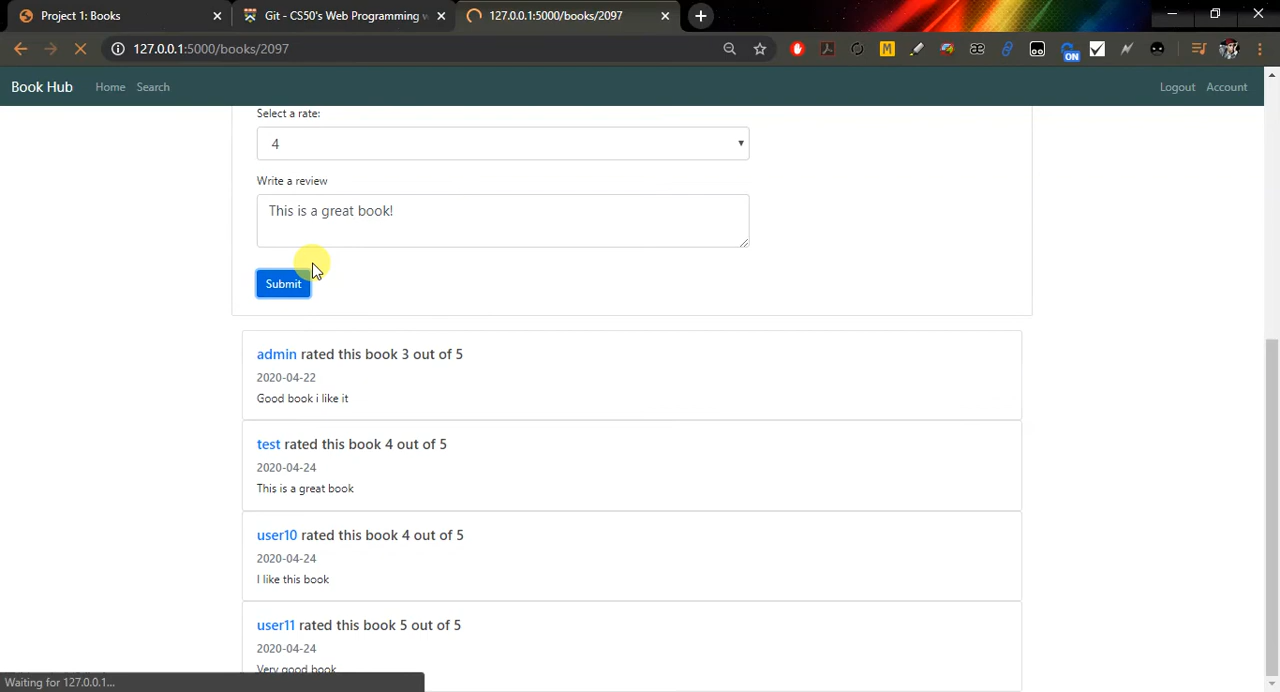 Project 1: Books
Git - CS50's Web Programming w
127.0.0.1:5000/books/2097
127.0.0.1:5000/books/2097
M
æ
ON
Book Hub
Home
Search
Logout
Account
Select a rate:
4
Write a review
This is a great book!
Submit
admin rated this book 3 out of 5
2020-04-22
Good book i like it
test rated this book 4 out of 5
2020-04-24
This is a great book
user10 rated this book 4 out of 5
2020-04-24
I like this book
user11 rated this book 5 out of 5
2020-04-24
Very good book
Waiting for 127.0.0.1...